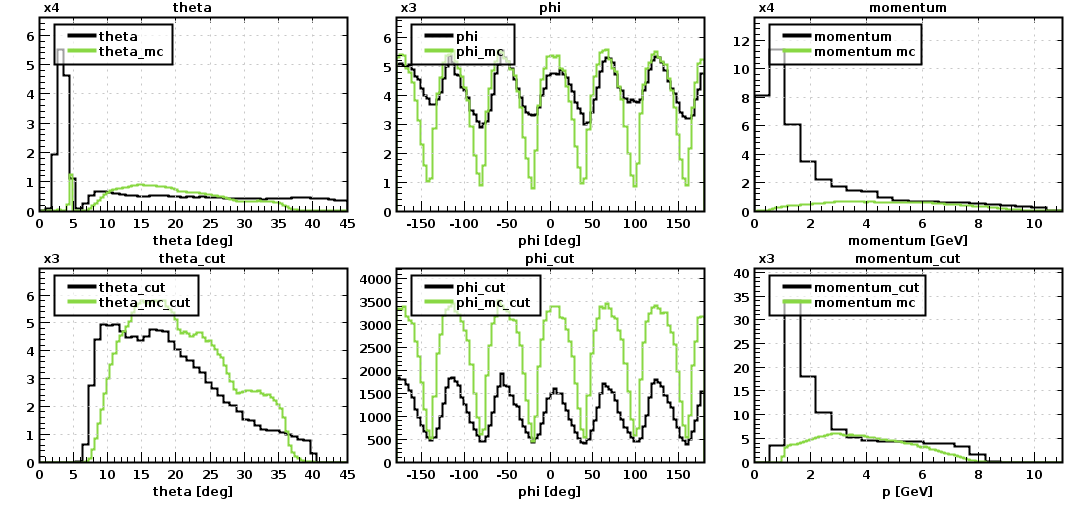 x4 theta x3 phi x4 momentum
theta
theta_mc
phi
phi_mc
momentum
momentum mc
6
5
4
3
2
1
0
0 5 10 15 20 25 30 35 40 45
theta [deg]
6
5
4
3
2
1
0
-150 -100 -50 0 50 100 150
phi [deg]
12
10
8
6
4
2
0
0 2 4 6 8 10
momentum [GeV]
x3 theta_cut phi_cut x3 momentum_cut
theta_cut
theta_mc_cut
phi_cut
phi_mc_cut
momentum_cut
momentum mc
6
5
4
3
2
1
0
0 5 10 15 20 25 30 35 40 45
theta [deg]
4000
3500
3000
2500
2000
1500
1000
500
0
-150 -100 -50 0 50 100 150
phi [deg]
40
35
30
25
20
15
10
5
0
0 2 4 6 8 10
p [GeV]